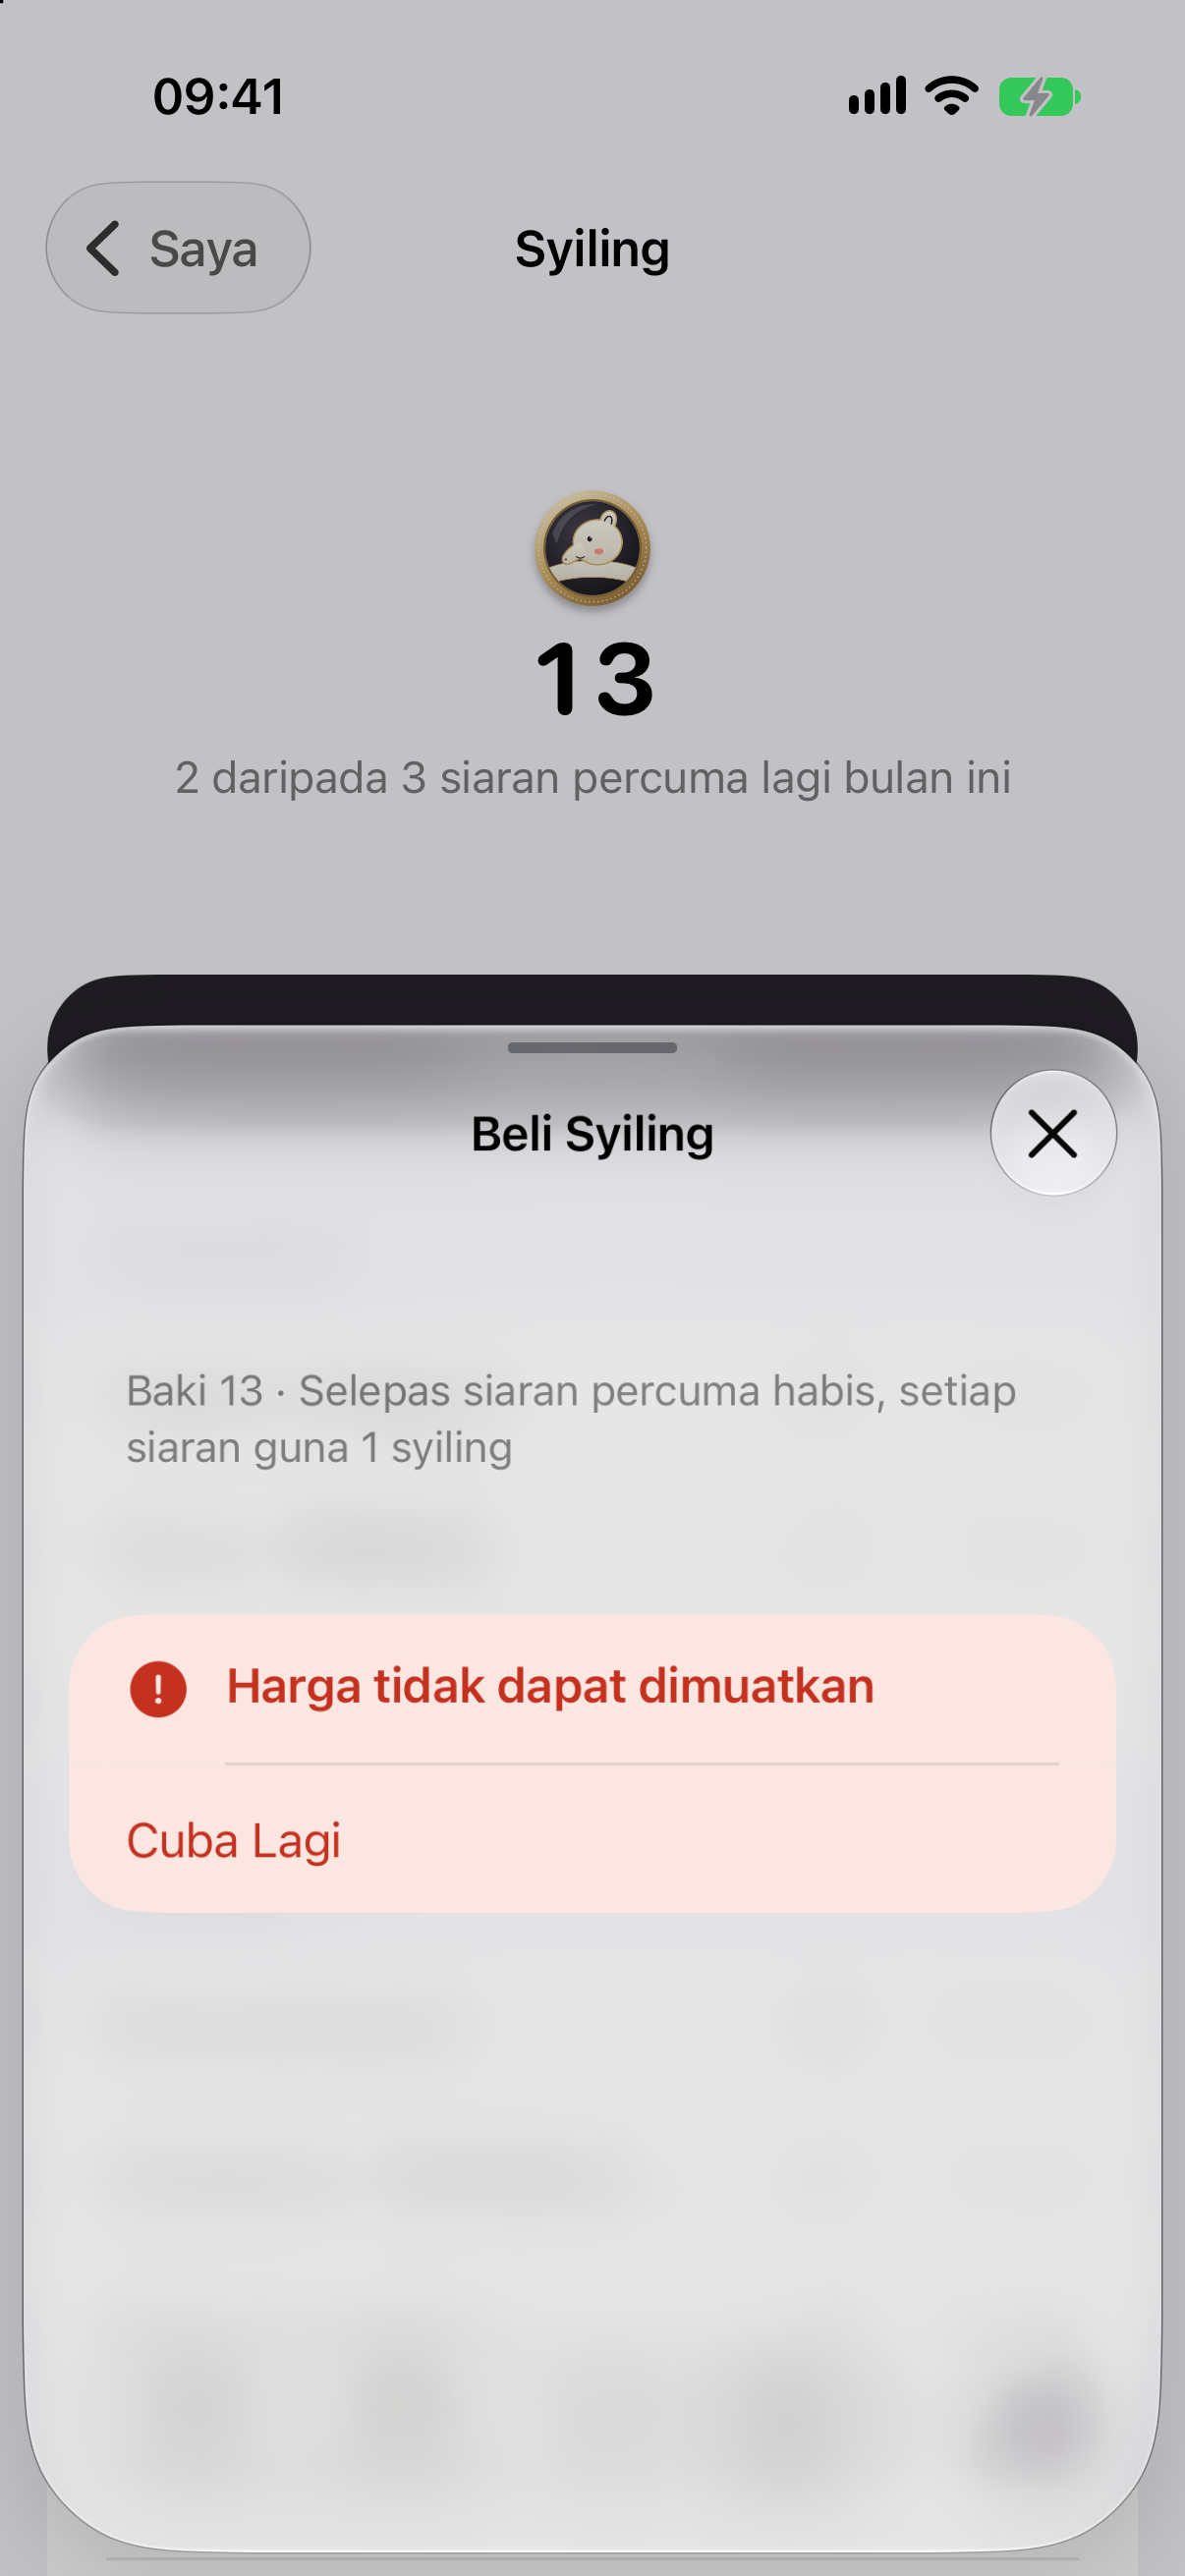 09:41
Saya
Syiling
13
2 daripada 3 siaran percuma lagi bulan ini
Beli Syiling
Baki 13 · Selepas siaran percuma habis, setiap
siaran guna 1 syiling
Harga tidak dapat dimuatkan
Cuba Lagi